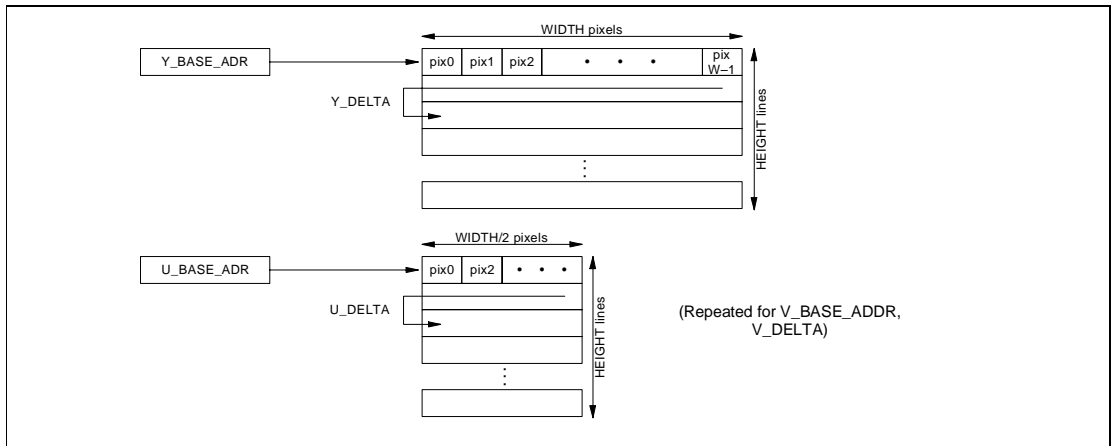 WIDTH pixels
Y_BASE_ADR
pix0 pix1 pix2 • • • pix
W–1
Y_DELTA
HEIGHT lines
WIDTH/2 pixels
U_BASE_ADR
pix0 pix2 • • •
U_DELTA
HEIGHT lines
(Repeated for V_BASE_ADDR,
V_DELTA)